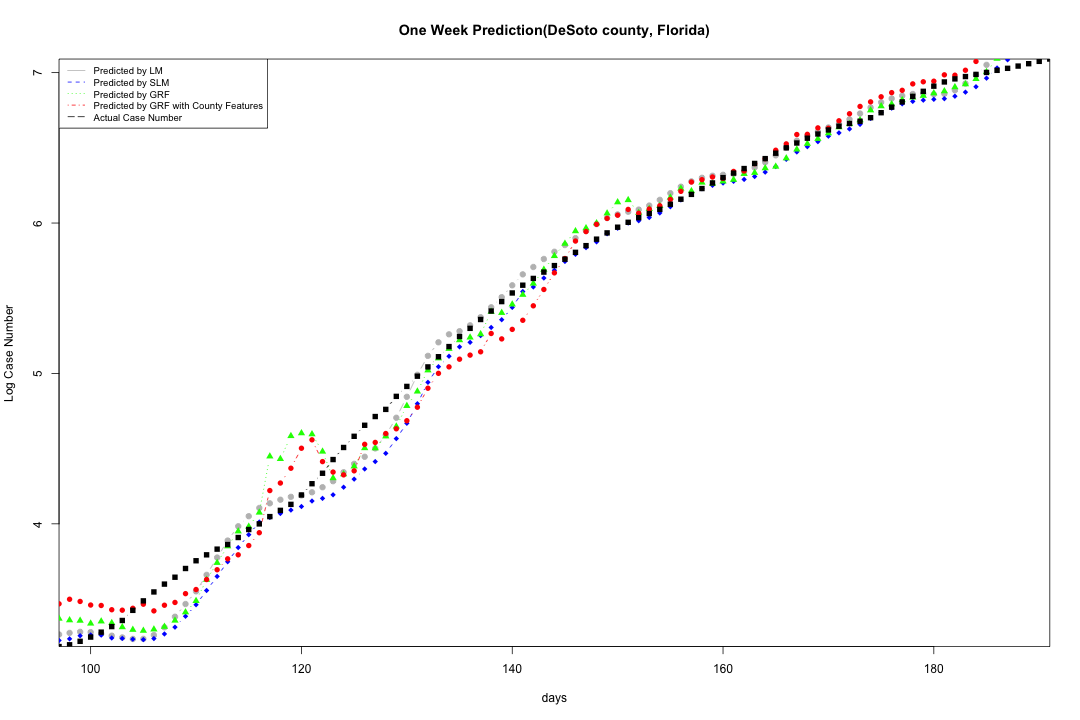 One Week Prediction(DeSoto county, Florida)
Predicted by LM
Predicted by SLM
Predicted by GRF
Predicted by GRF with County Features
Actual Case Number
7
6
5
4
Log Case Number
100 120 140 160 180
days